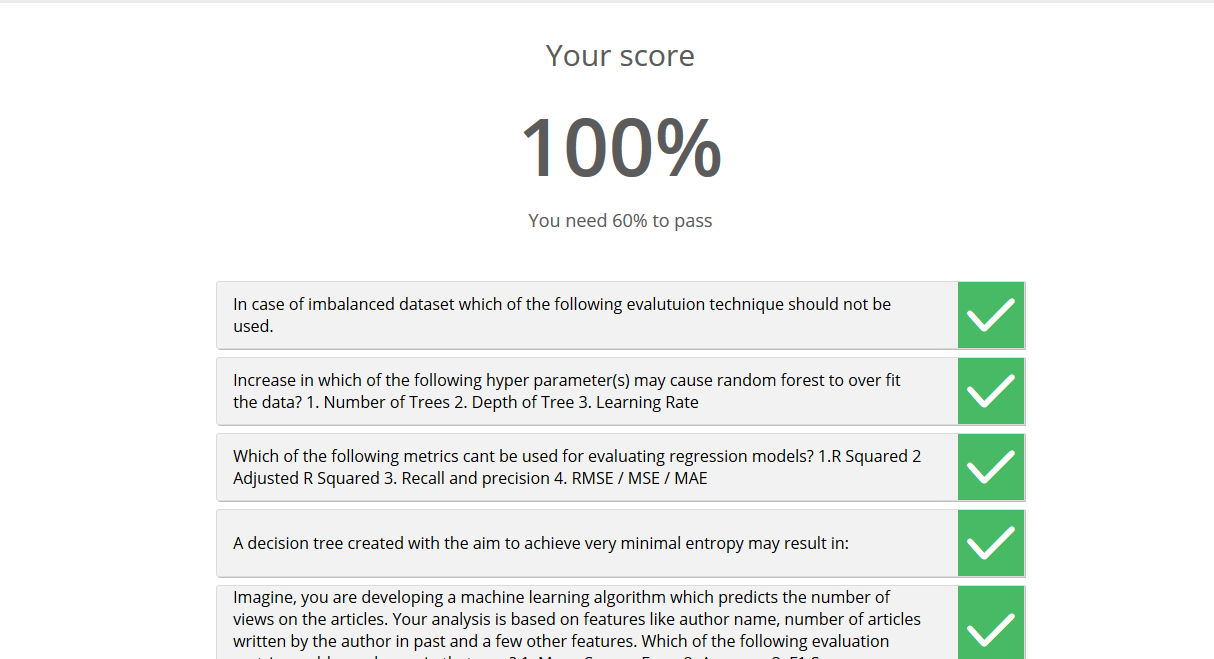 Your score
100%
You need 60% to pass
In case of imbalanced dataset which of the following evalutuion technique should not be
used.
Increase in which of the following hyper parameter(s) may cause random forest to over fit
the data? 1. Number of Trees 2. Depth of Tree 3. Learning Rate
Which of the following metrics cant be used for evaluating regression models? 1.R Squared 2
Adjusted R Squared 3. Recall and precision 4. RMSE / MSE / MAE
A decision tree created with the aim to achieve very minimal entropy may result in:
Imagine, you are developing a machine learning algorithm which predicts the number of
views on the articles. Your analysis is based on features like author name, number of articles
written by the author in past and a few other features. Which of the following evaluation